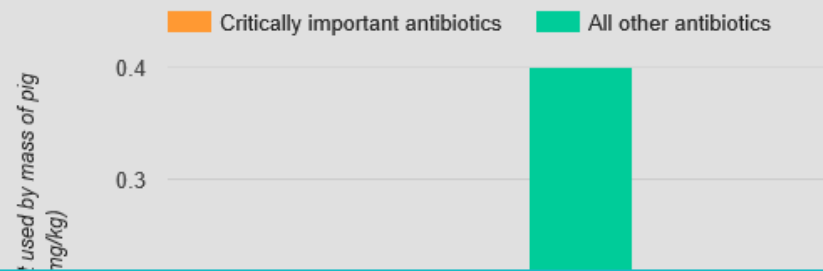 Critically important antibiotics All other antibiotics
0.4
0.3
used by mass of pig
mg/kg)